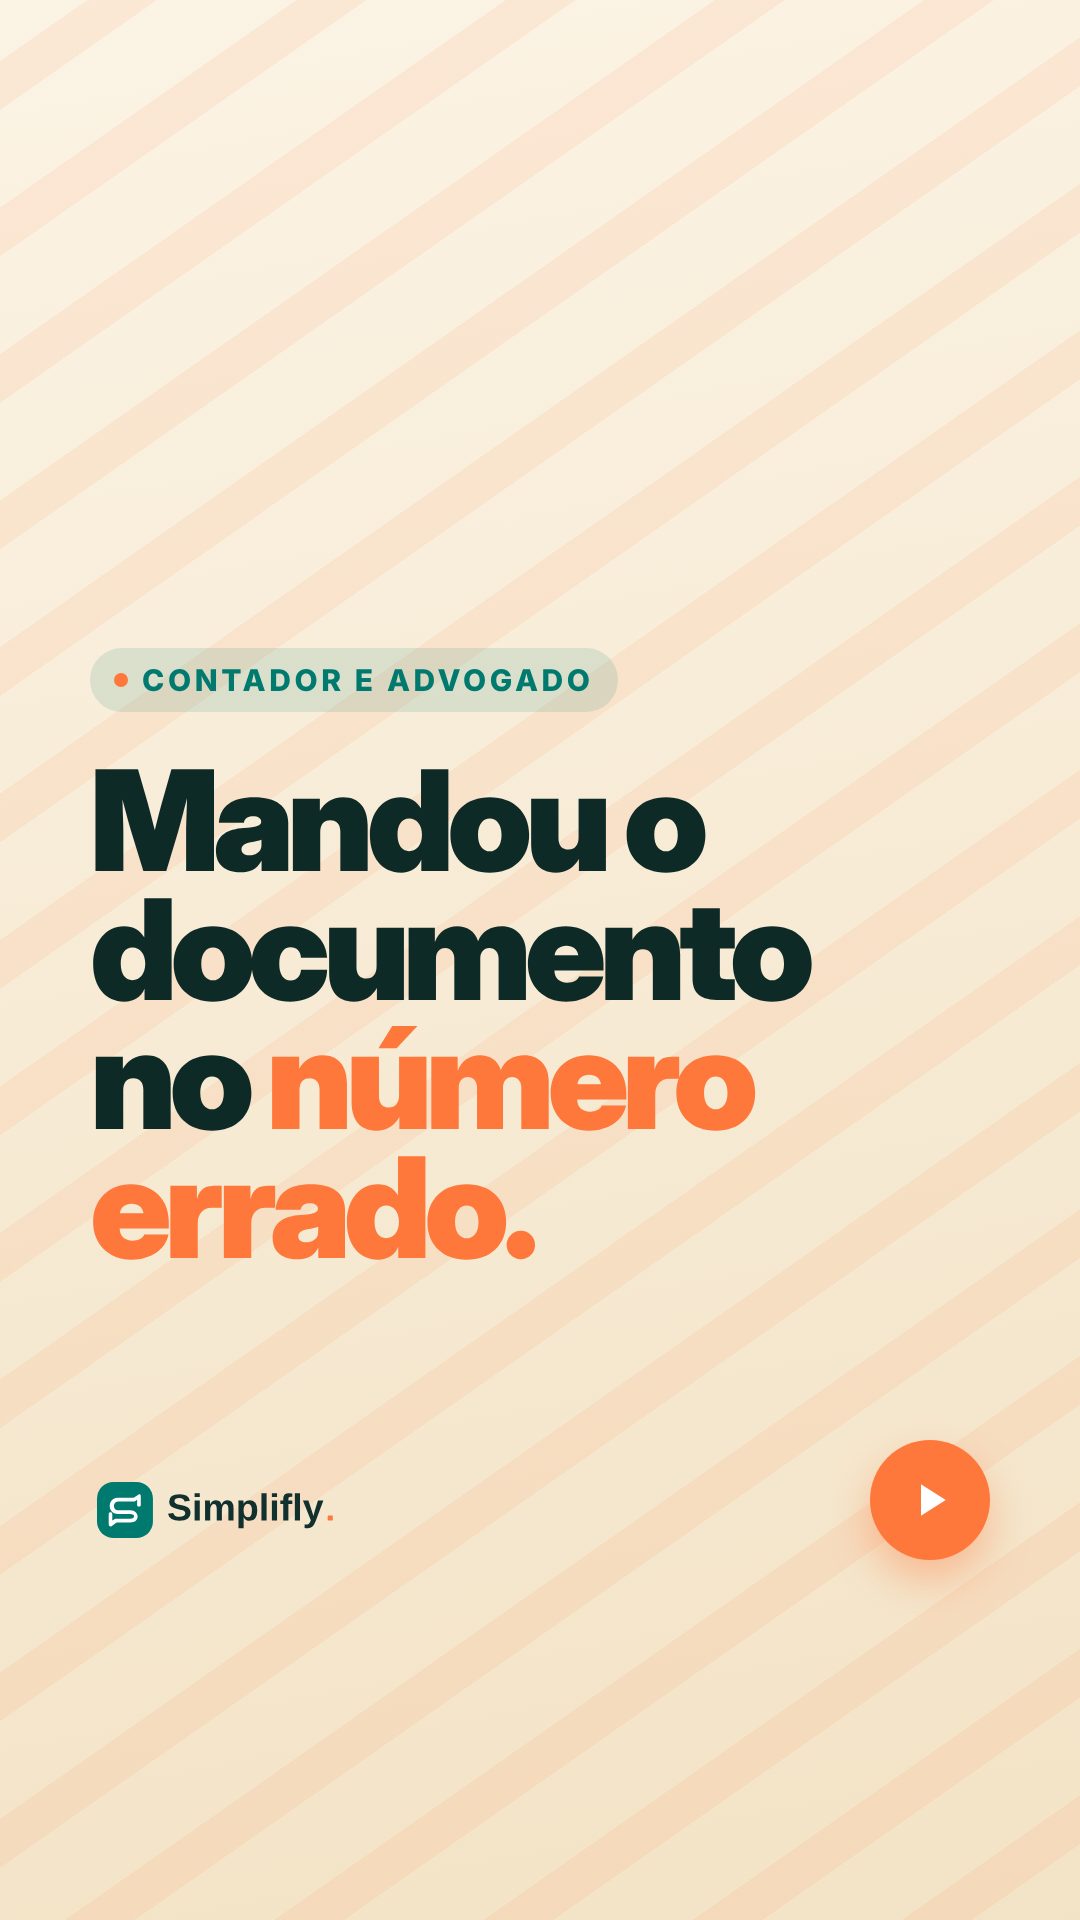 CONTADOR E ADVOGADO
Mandou o
documento
no número
errado.
Simplifly.